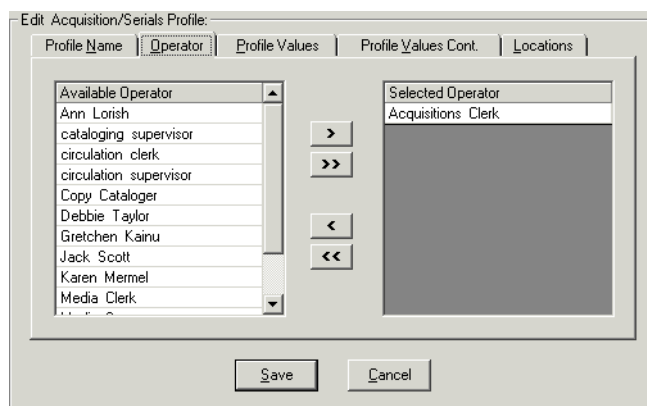 Edit Acquisition/Serials Profile:
Profile Name Operator Profile Values Profile Values Cont. Locations
Available Operator
Ann Lorish
cataloging supervisor
circulation clerk
circulation supervisor
Copy Cataloger
Debbie Taylor
Gretchen Kainu
Jack Scott
Karen Mermel
Media Clerk
>
>>
<
<<
Selected Operator
Acquisitions Clerk
Save Cancel